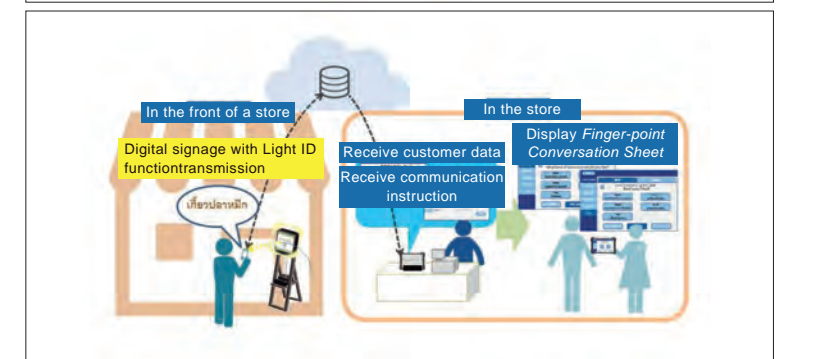 In the front of a store
In the store
Digital signage with Light ID
functiontransmission
Receive customer data
Receive communication
instruction
Display Finger-point
Conversation Sheet
เกี๊ยวปลาหมึก